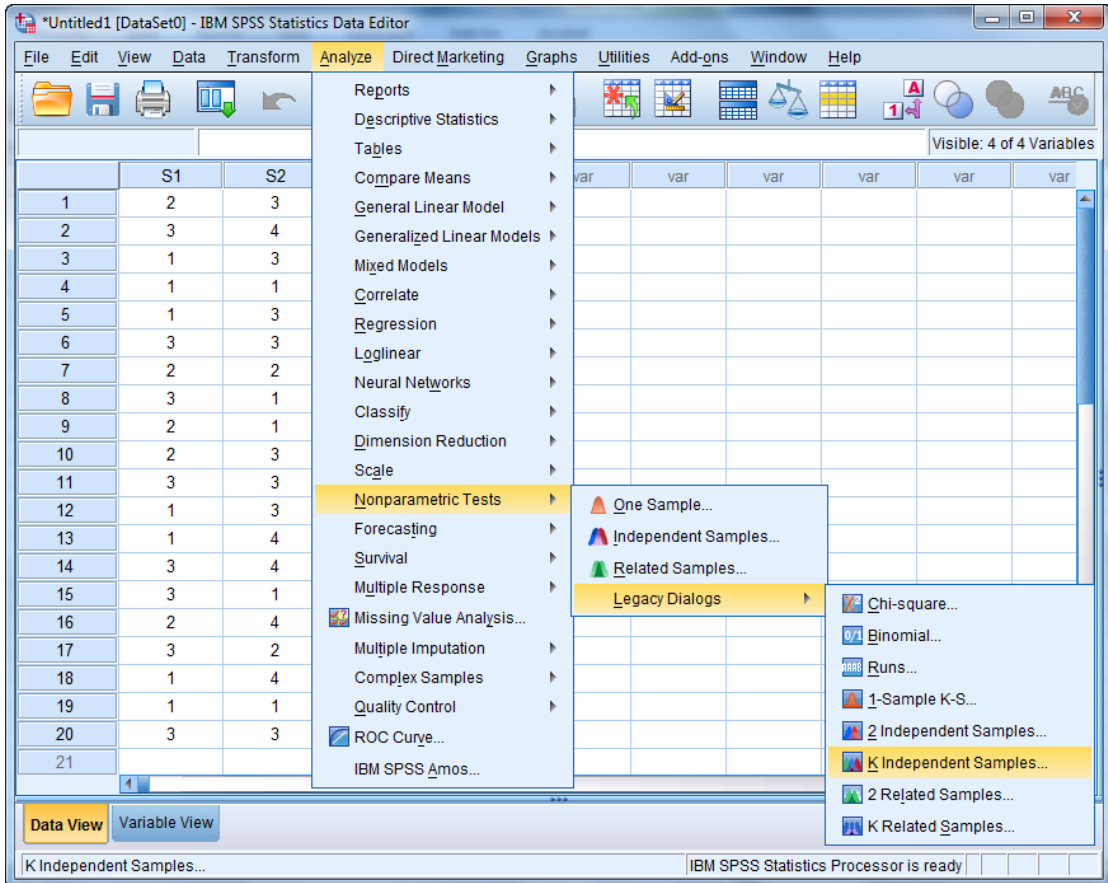 *Untitled1 [DataSet0] - IBM SPSS Statistics Data Editor
File Edit View Data Transform Analyze Direct Marketing Graphs Utilities Add-ons Window Help
A
1
ABC
Visible: 4 of 4 Variables
S1 S2 var var var var var var
1 2 3
2 3 4
3 1 3
4 1 1
5 1 3
6 3 3
7 2 2
8 3 1
9 2 1
10 2 3
11 3 3
12 1 3
13 1 4
14 3 4
15 3 1
16 2 4
17 3 2
18 1 4
19 1 1
20 3 3
21
Reports
Descriptive Statistics
Tables
Compare Means
General Linear Model
Generalized Linear Models
Mixed Models
Correlate
Regression
Loglinear
Neural Networks
Classify
Dimension Reduction
Scale
Nonparametric Tests
Forecasting
Survival
Multiple Response
Missing Value Analysis...
Multiple Imputation
Complex Samples
Quality Control
ROC Curve...
IBM SPSS Amos...
One Sample...
Independent Samples...
Related Samples...
Legacy Dialogs
Chi-square...
0/1 Binomial...
AAAB Runs...
1-Sample K-S...
2 Independent Samples...
K Independent Samples...
2 Related Samples...
K Related Samples...
Data View Variable View
K Independent Samples... IBM SPSS Statistics Processor is ready